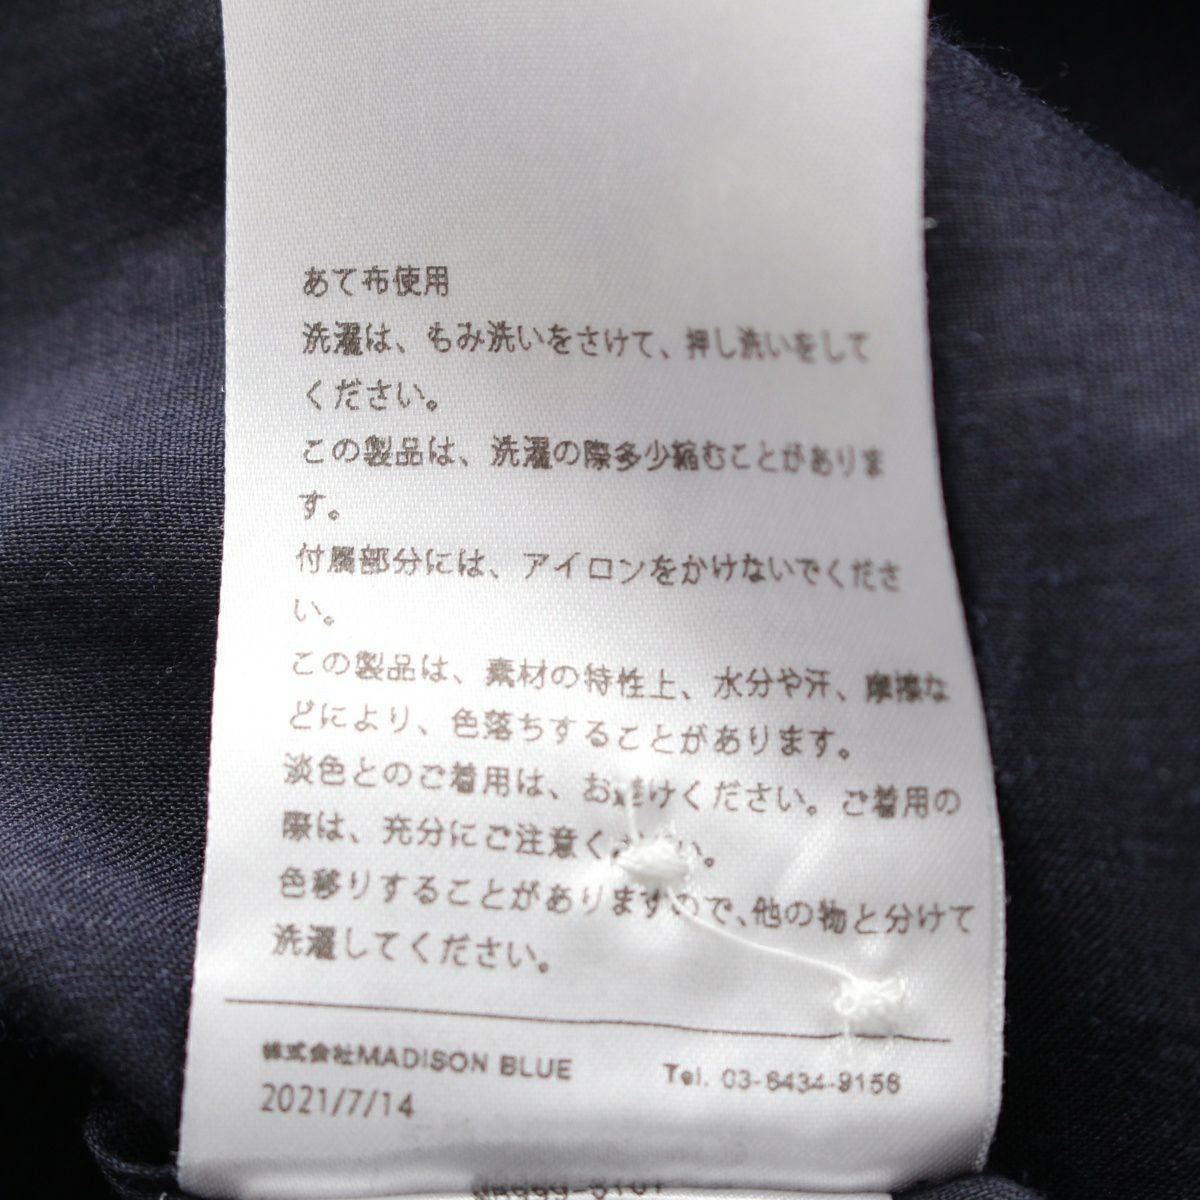 あて布使用
洗濯は、もみ洗いをさけて、押し洗いをして
ください。
この製品は、洗濯の際多少縮むことがありま
す。
付属部分には、アイロンをかけないでくださ
い。
この製品は、素材の特性上、水分や汗、摩擦な
どにより、色落ちすることがあります。
淡色とのご着用は、お避けください。ご着用の
際は、充分にご注意ください。
色移りすることがありますので、他の物と分けて
洗濯してください。
株式会社MADISON BLUE Tel. 03-6434-9156
2021/7/14